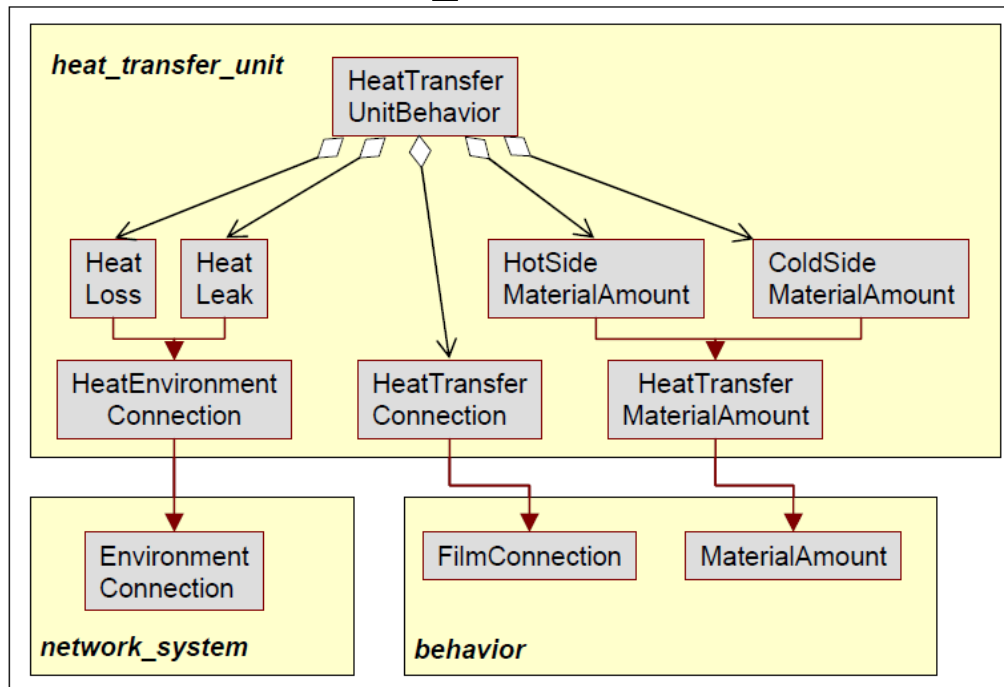 heat_transfer_unit
HeatTransfer
UnitBehavior
Heat
Loss
Heat
Leak
HotSide
MaterialAmount
ColdSide
MaterialAmount
HeatEnvironment
Connection
HeatTransfer
Connection
HeatTransfer
MaterialAmount
Environment
Connection
FilmConnection
MaterialAmount
network_system
behavior